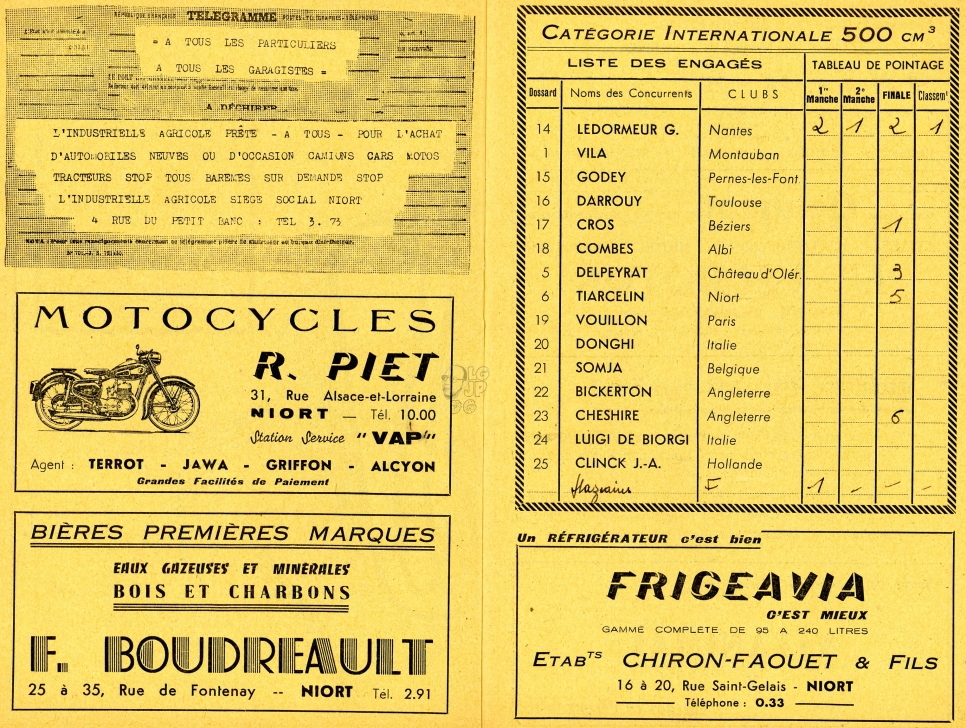 RÉPUBLIQUE FRANÇAISE TÉLÉGRAMME POSTES-TÉLÉGRAPHES-TÉLÉPHONES
= A TOUS LES PARTICULIERS
A TOUS LES GARAGISTES =
A DÉCHIRER
L'INDUSTRIELLE AGRICOLE PRÊTE - A TOUS - POUR L'ACHAT
D'AUTOMOBILES NEUVES OU D'OCCASION CAMIONS CARS MOTOS
TRACTEURS STOP TOUS BAREMES SUR DEMANDE STOP
L'INDUSTRIELLE AGRICOLE SIEGE SOCIAL NIORT
4 RUE DU PETIT BANC : TEL 3. 73
MOTOCYCLES
R. PIET
31, Rue Alsace-et-Lorraine
NIORT — Tél. 10.00
Station Service "VAP"
Agent : TERROT - JAWA - GRIFFON - ALCYON
Grandes Facilités de Paiement
BIÈRES PREMIÈRES MARQUES
EAUX GAZEUSES ET MINÉRALES
BOIS ET CHARBONS
F. BOUDREAULT
25 à 35, Rue de Fontenay -- NIORT Tél. 2.91
CATÉGORIE INTERNATIONALE 500 CM³
LISTE DES ENGAGÉS TABLEAU DE POINTAGE
Dossard Noms des Concurrents CLUBS 1re Manche 2e Manche FINALE Classemt
14 LEDORMEUR G. Nantes 2 1 2 1
1 VILA Montauban
15 GODEY Pernes-les-Font
16 DARROUY Toulouse
17 CROS Béziers 1
18 COMBES Albi
5 DELPEYRAT Château d'Olér. 3
6 TIARCELIN Niort 5
19 VOUILLON Paris
20 DONGHI Italie
21 SOMJA Belgique
22 BICKERTON Angleterre
23 CHESHIRE Angleterre 6
24 LUIGI DE BIORGI Italie
25 CLINCK J.-A. Hollande
F 1 - - -
Un RÉFRIGÉRATEUR c'est bien
FRIGEAVIA
C'EST MIEUX
GAMME COMPLÈTE DE 95 A 240 LITRES
ETABTS CHIRON-FAOUET & FILS
16 à 20, Rue Saint-Gelais - NIORT
Téléphone : 0.33